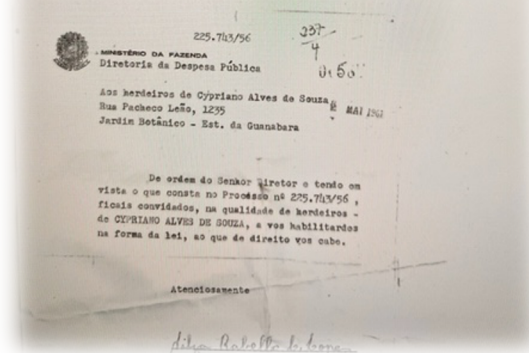 225.743/56
237
4
MINISTÉRIO DA FAZENDA
Diretoria da Despesa Pública
Aos herdeiros de Cypriano Alves de Souza
MAI
Rua Pacheco Leão, 1235
Jardim Botânico - Est. da Guanabara
De ordem do Senhor Diretor e tendo em
vista o que consta no Processo nº 225.743/56 ,
ficais convidados, na qualidade de herdeiros -
de CYPRIANO ALVES DE SOUZA, a vos habilitardes
na forma da lei, ao que de direito vos cabe.
Atenciosamente
Rabello